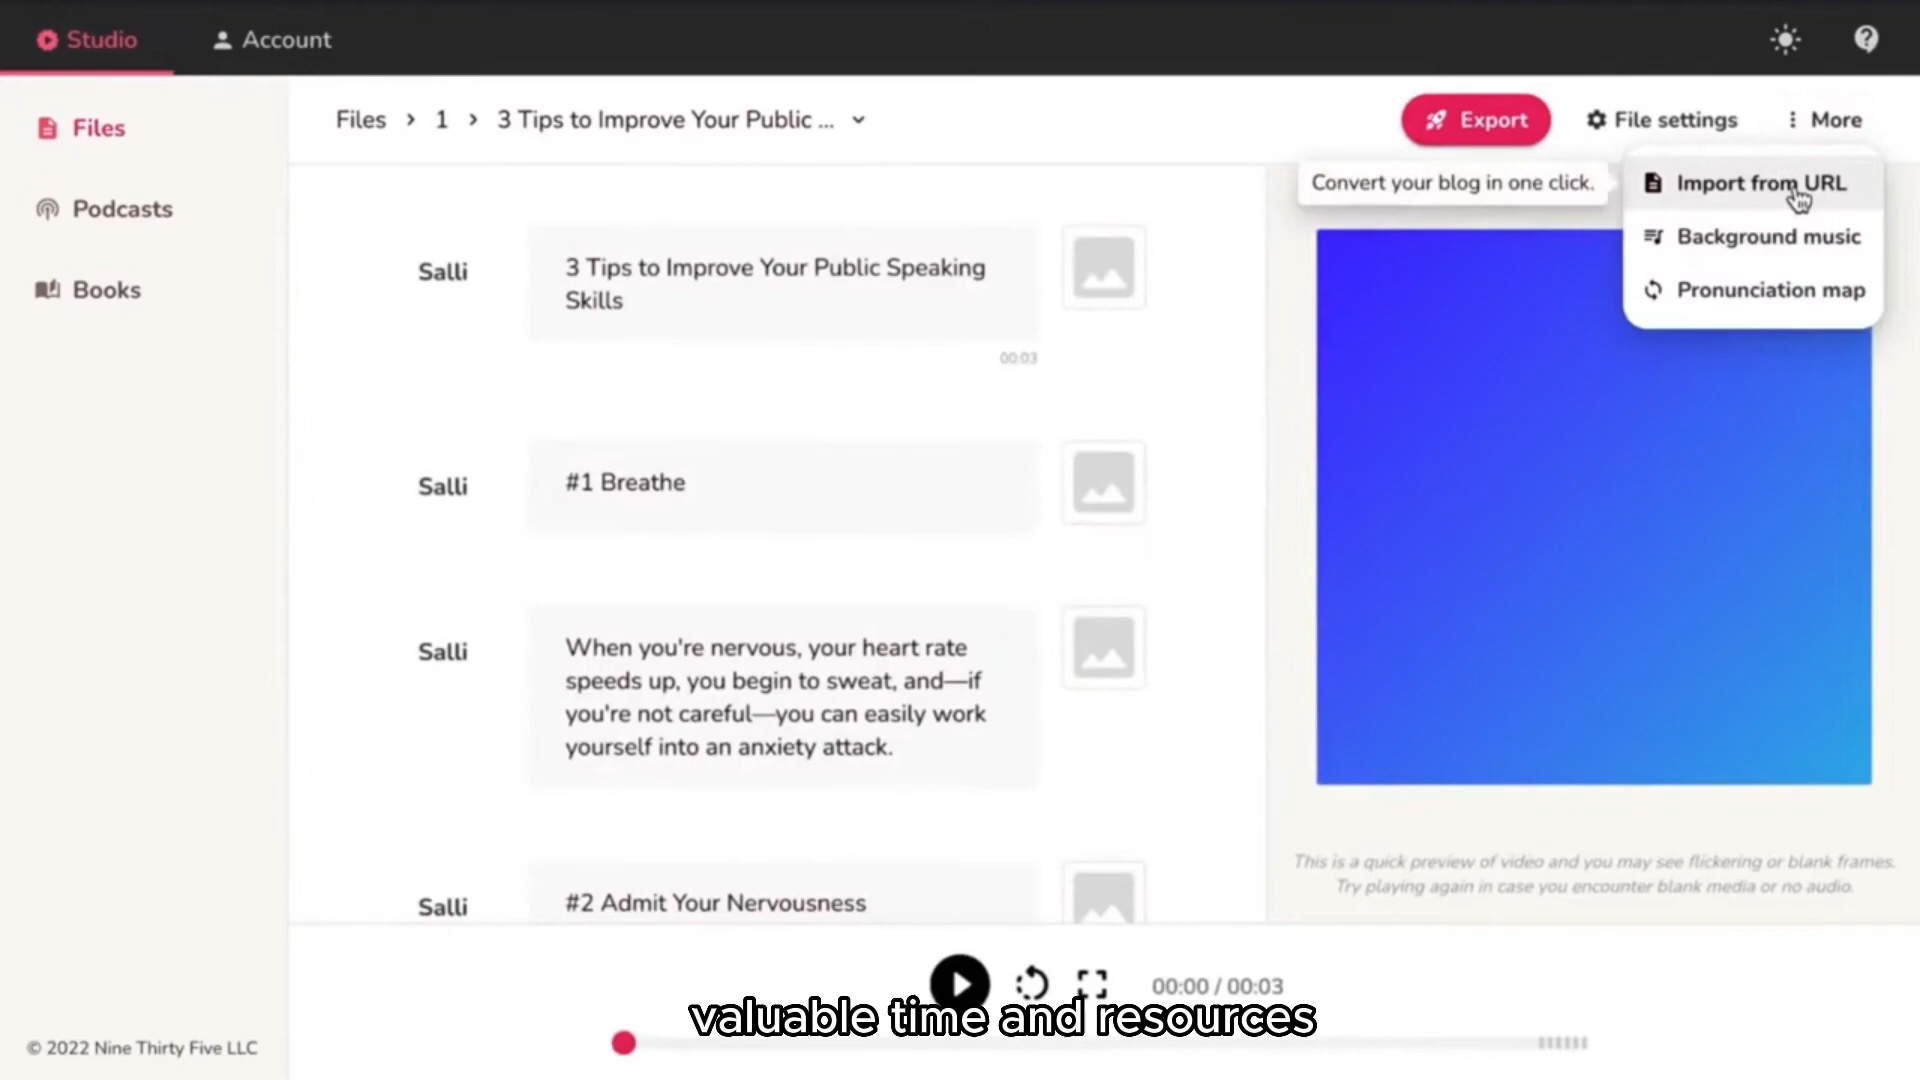 Studio
Account
Files
Podcasts
Books
© 2022 Nine Thirty Five LLC
Files > 1 > 3 Tips to Improve Your Public ...
Export
File settings
More
Convert your blog in one click.
Import from URL
Background music
Pronunciation map
Salli
3 Tips to Improve Your Public Speaking
Skills
00:03
Salli
#1 Breathe
Salli
When you're nervous, your heart rate
speeds up, you begin to sweat, and—if
you're not careful—you can easily work
yourself into an anxiety attack.
Salli
#2 Admit Your Nervousness
This is a quick preview of video and you may see flickering or blank frames.
Try playing again in case you encounter blank media or no audio.
00:00 / 00:03
valuable time and resources